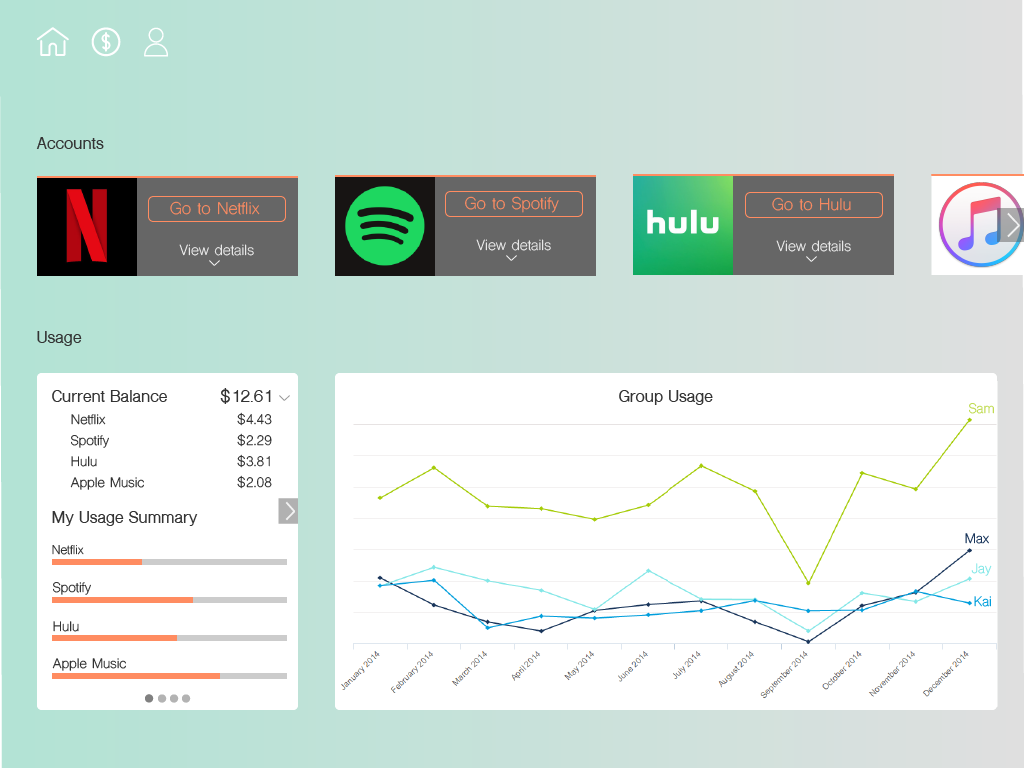 $
Accounts
N
Go to Netflix
View details
Go to Spotify
View details
hulu
Go to Hulu
View details
Usage
Current Balance $12.61
Netflix $4.43
Spotify $2.29
Hulu $3.81
Apple Music $2.08
My Usage Summary
Netflix
Spotify
Hulu
Apple Music
Group Usage
Sam
Max
Jay
Kai
January 2014
February 2014
March 2014
April 2014
May 2014
June 2014
July 2014
August 2014
September 2014
October 2014
November 2014
December 2014